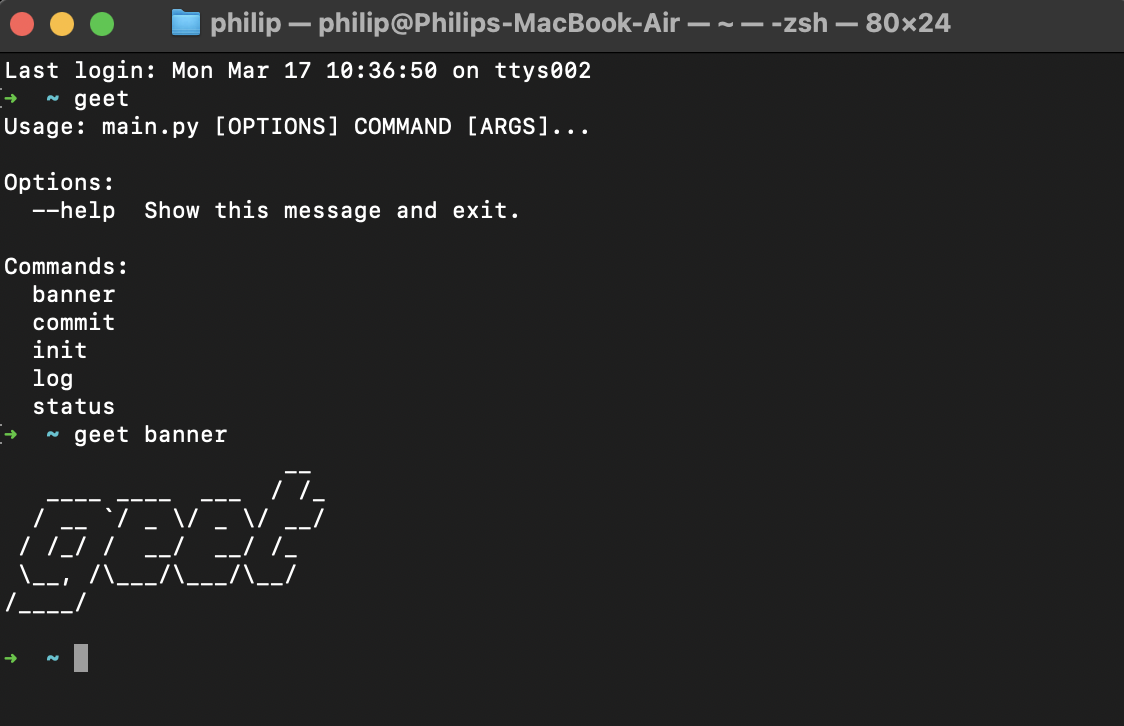 philip — philip@Philips-MacBook-Air — ~ — -zsh — 80×24
Last login: Mon Mar 17 10:36:50 on ttys002
➜  ~ geet
Usage: main.py [OPTIONS] COMMAND [ARGS]...

Options:
  --help  Show this message and exit.

Commands:
  banner
  commit
  init
  log
  status
➜  ~ geet banner
                    __
   ____ ____  ___  / /_
  / __ `/ _ \/ _ \/ __/
 / /_/ /  __/  __/ /_
 \__, /\___/\___/\__/
/____/

➜  ~